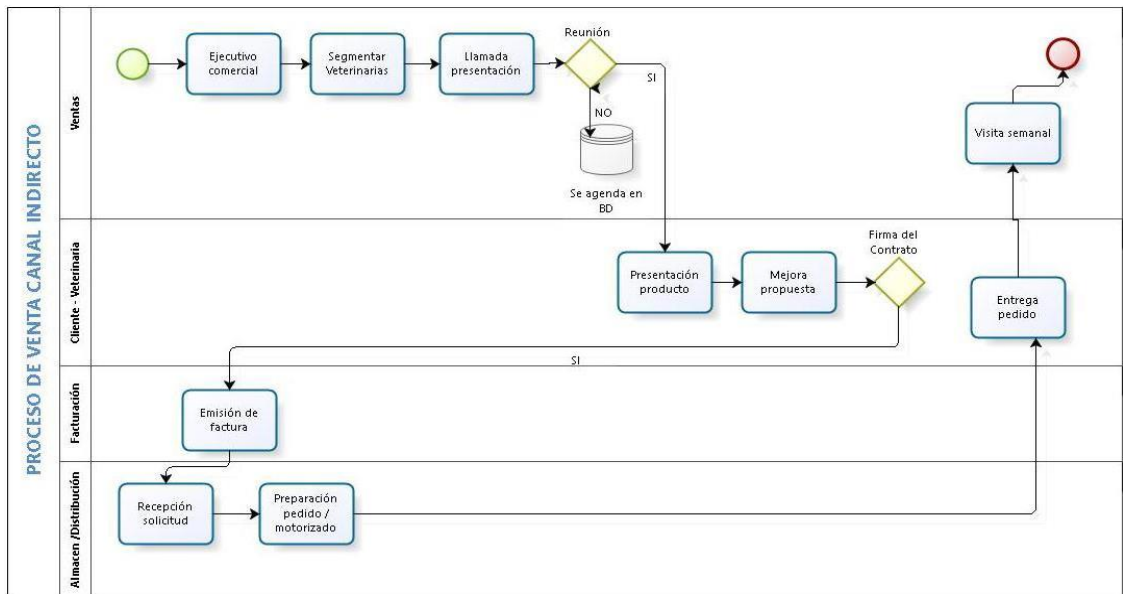 PROCESO DE VENTA CANAL INDIRECTO
Ventas
Ejecutivo
comercial
Segmentar
Veterinarias
Llamada
presentación
Reunión
SI
NO
Se agenda en
BD
Visita semanal
Cliente - Veterinaria
Presentación
producto
Mejora
propuesta
Firma del
Contrato
SI
Entrega
pedido
Facturación
Emisión de
factura
Almacen /Distribución
Recepción
solicitud
Preparación
pedido /
motorizado